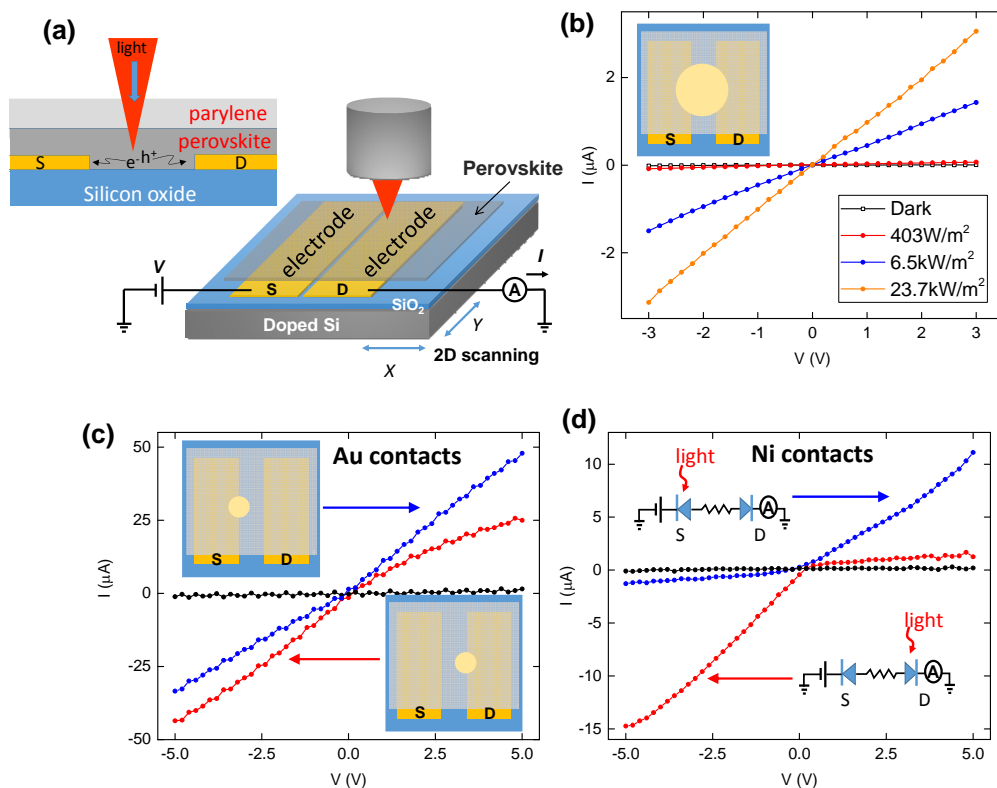 (a)
light
parylene
perovskite
S
e⁻h⁺
D
Silicon oxide
Perovskite
electrode
electrode
V
S
D
I
A
SiO₂
Doped Si
Y
X
2D scanning
(b)
I (μA)
2
0
-2
S
D
Dark
403W/m²
6.5kW/m²
23.7kW/m²
-3
-2
-1
0
1
2
3
V (V)
(c)
I (μA)
50
25
0
-25
-50
Au contacts
S
D
S
D
-5.0
-2.5
0.0
2.5
5.0
V (V)
(d)
I (μA)
10
5
0
-5
-10
-15
Ni contacts
light
A
S
D
light
A
S
D
-5.0
-2.5
0.0
2.5
5.0
V (V)